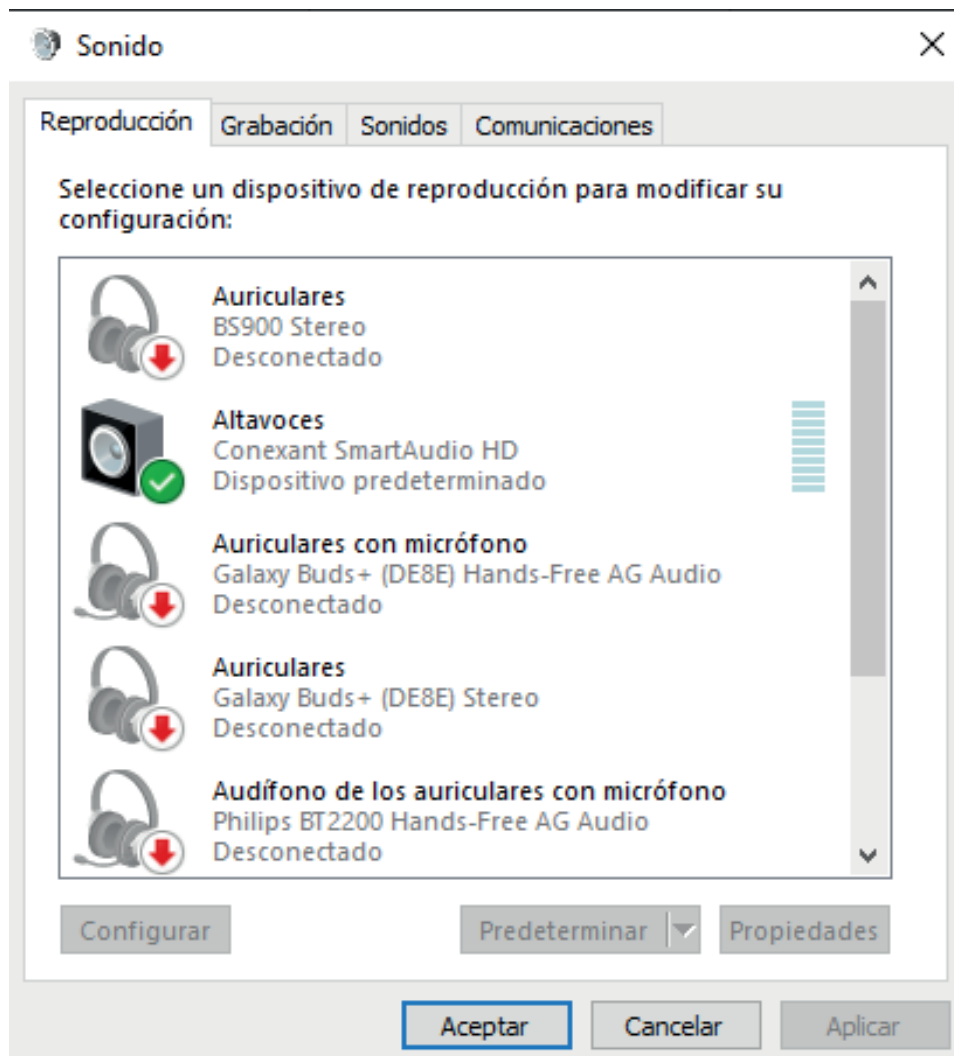 Sonido
Reproducción
Grabación
Sonidos
Comunicaciones
Seleccione un dispositivo de reproducción para modificar su
configuración:
Auriculares
BS900 Stereo
Desconectado
Altavoces
Conexant SmartAudio HD
Dispositivo predeterminado
Auriculares con micrófono
Galaxy Buds+ (DE8E) Hands-Free AG Audio
Desconectado
Auriculares
Galaxy Buds+ (DE8E) Stereo
Desconectado
Audífono de los auriculares con micrófono
Philips BT2200 Hands-Free AG Audio
Desconectado
Configurar
Predeterminar
Propiedades
Aceptar
Cancelar
Aplicar